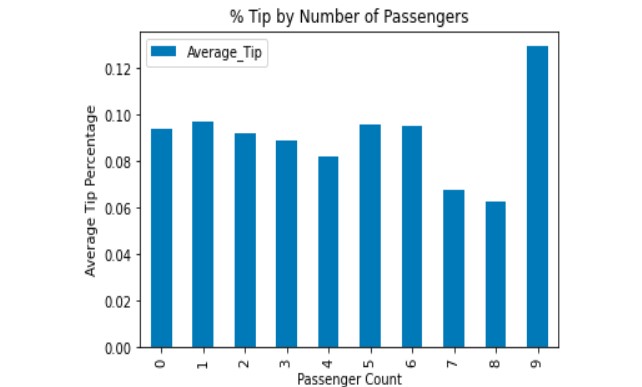 % Tip by Number of Passengers
Average_Tip
Average Tip Percentage
0.12
0.10
0.08
0.06
0.04
0.02
0.00
0 1 2 3 4 5 6 7 8 9
Passenger Count